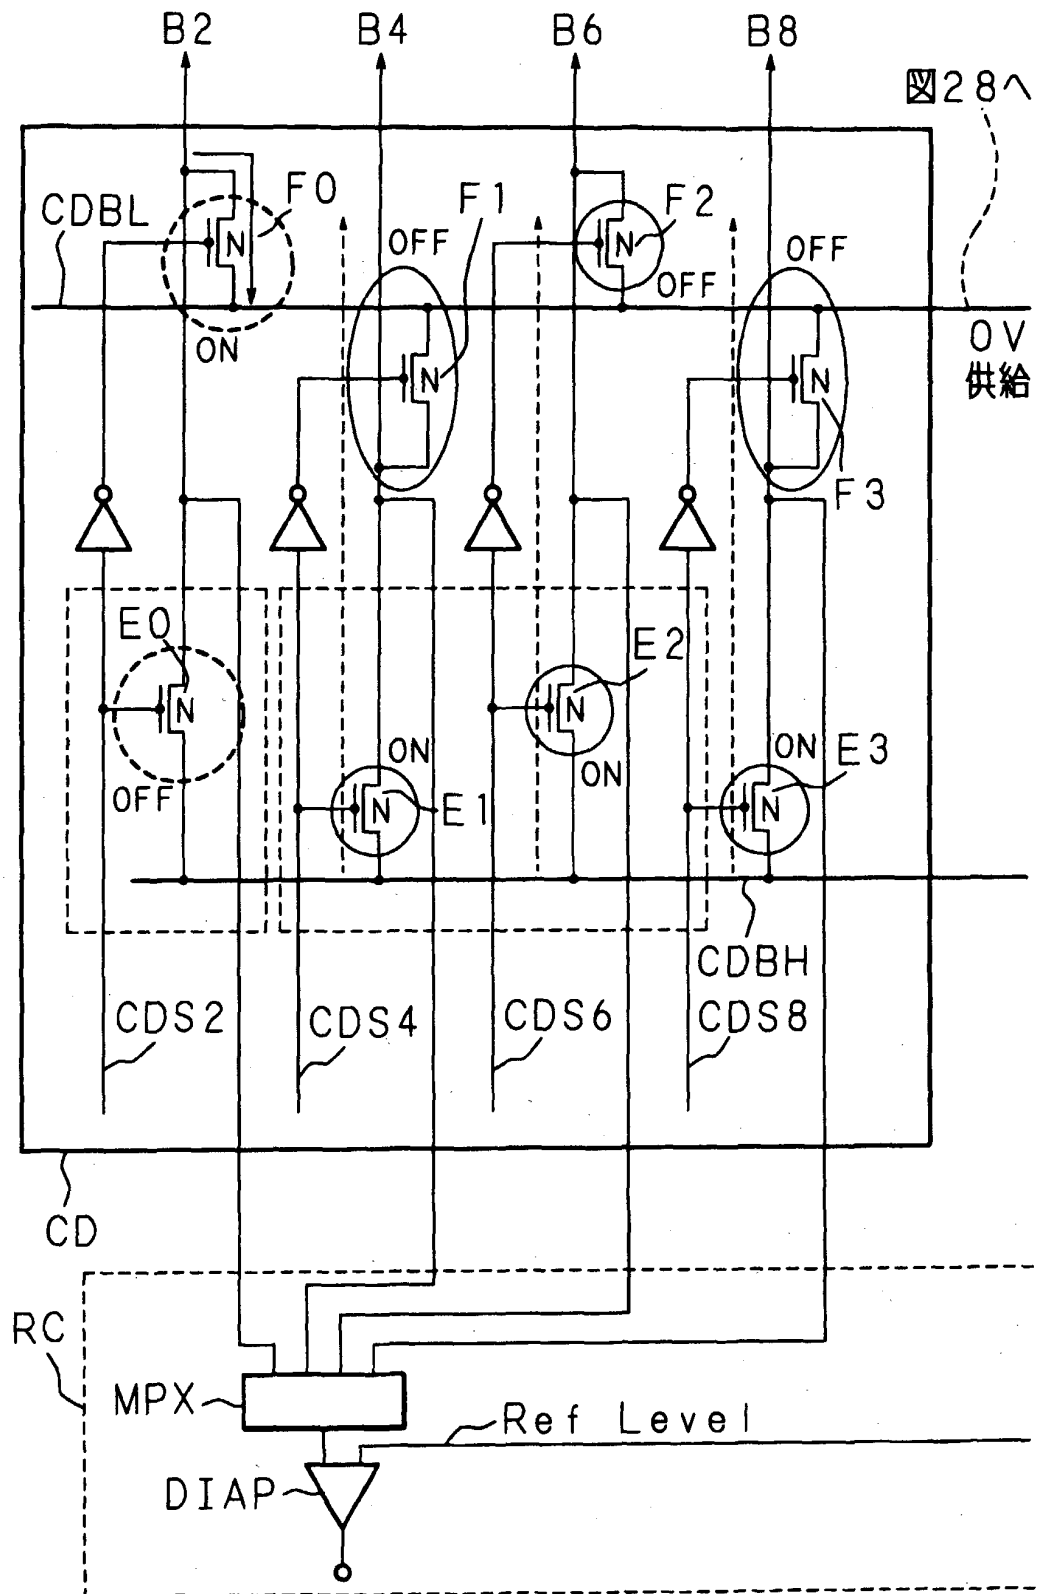 B2
B4
B6
B8
図28へ
CDBL
F0
F1
F2
OFF
OFF
OFF
ON
N
N
N
N
0V
供給
F3
E0
E2
N
N
OFF
ON
ON
ON
E3
N
E1
N
CDBH
CDS2
CDS4
CDS6
CDS8
CD
RC
MPX
Ref Level
DIAP